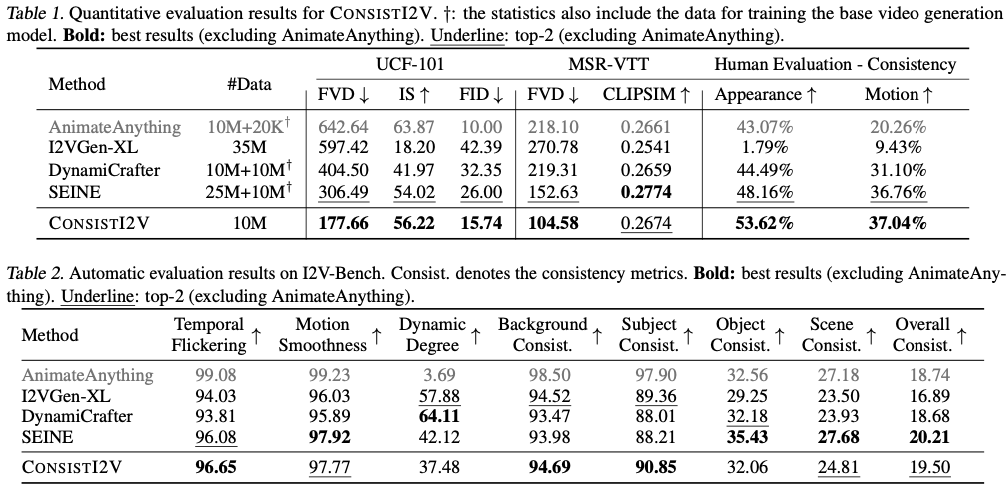 Table 1. Quantitative evaluation results for CONSISTI2V. †: the statistics also include the data for training the base video generation
model. Bold: best results (excluding AnimateAnything). Underline: top-2 (excluding AnimateAnything).
Method #Data UCF-101 MSR-VTT Human Evaluation - Consistency
FVD ↓ IS ↑ FID ↓ FVD ↓ CLIPSIM ↑ Appearance ↑ Motion ↑
AnimateAnything 10M+20K† 642.64 63.87 10.00 218.10 0.2661 43.07% 20.26%
I2VGen-XL 35M 597.42 18.20 42.39 270.78 0.2541 1.79% 9.43%
DynamiCrafter 10M+10M† 404.50 41.97 32.35 219.31 0.2659 44.49% 31.10%
SEINE 25M+10M† 306.49 54.02 26.00 152.63 0.2774 48.16% 36.76%
CONSISTI2V 10M 177.66 56.22 15.74 104.58 0.2674 53.62% 37.04%
Table 2. Automatic evaluation results on I2V-Bench. Consist. denotes the consistency metrics. Bold: best results (excluding AnimateAny-
thing). Underline: top-2 (excluding AnimateAnything).
Method Temporal Flickering ↑ Motion Smoothness ↑ Dynamic Degree ↑ Background Consist. ↑ Subject Consist. ↑ Object Consist. ↑ Scene Consist. ↑ Overall Consist. ↑
AnimateAnything 99.08 99.23 3.69 98.50 97.90 32.56 27.18 18.74
I2VGen-XL 94.03 96.03 57.88 94.52 89.36 29.25 23.50 16.89
DynamiCrafter 93.81 95.89 64.11 93.47 88.01 32.18 23.93 18.68
SEINE 96.08 97.92 42.12 93.98 88.21 35.43 27.68 20.21
CONSISTI2V 96.65 97.77 37.48 94.69 90.85 32.06 24.81 19.50